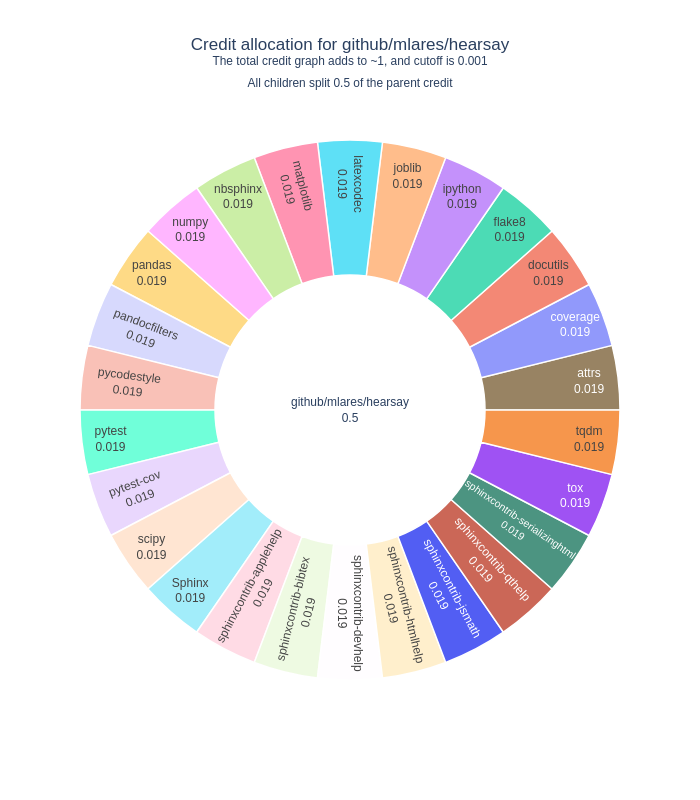 Credit allocation for github/mlares/hearsay
The total credit graph adds to ~1, and cutoff is 0.001
All children split 0.5 of the parent credit
latexcodec
0.019
joblib
0.019
ipython
0.019
flake8
0.019
docutils
0.019
coverage
0.019
attrs
0.019
tqdm
0.019
tox
0.019
sphinxcontrib-serializinghtml
0.019
sphinxcontrib-qthelp
0.019
sphinxcontrib-jsmath
0.019
sphinxcontrib-htmlhelp
0.019
sphinxcontrib-devhelp
0.019
sphinxcontrib-bibtex
0.019
sphinxcontrib-applehelp
0.019
Sphinx
0.019
scipy
0.019
pytest-cov
0.019
pytest
0.019
pycodestyle
0.019
pandocfilters
0.019
pandas
0.019
numpy
0.019
nbsphinx
0.019
matplotlib
0.019
github/mlares/hearsay
0.5